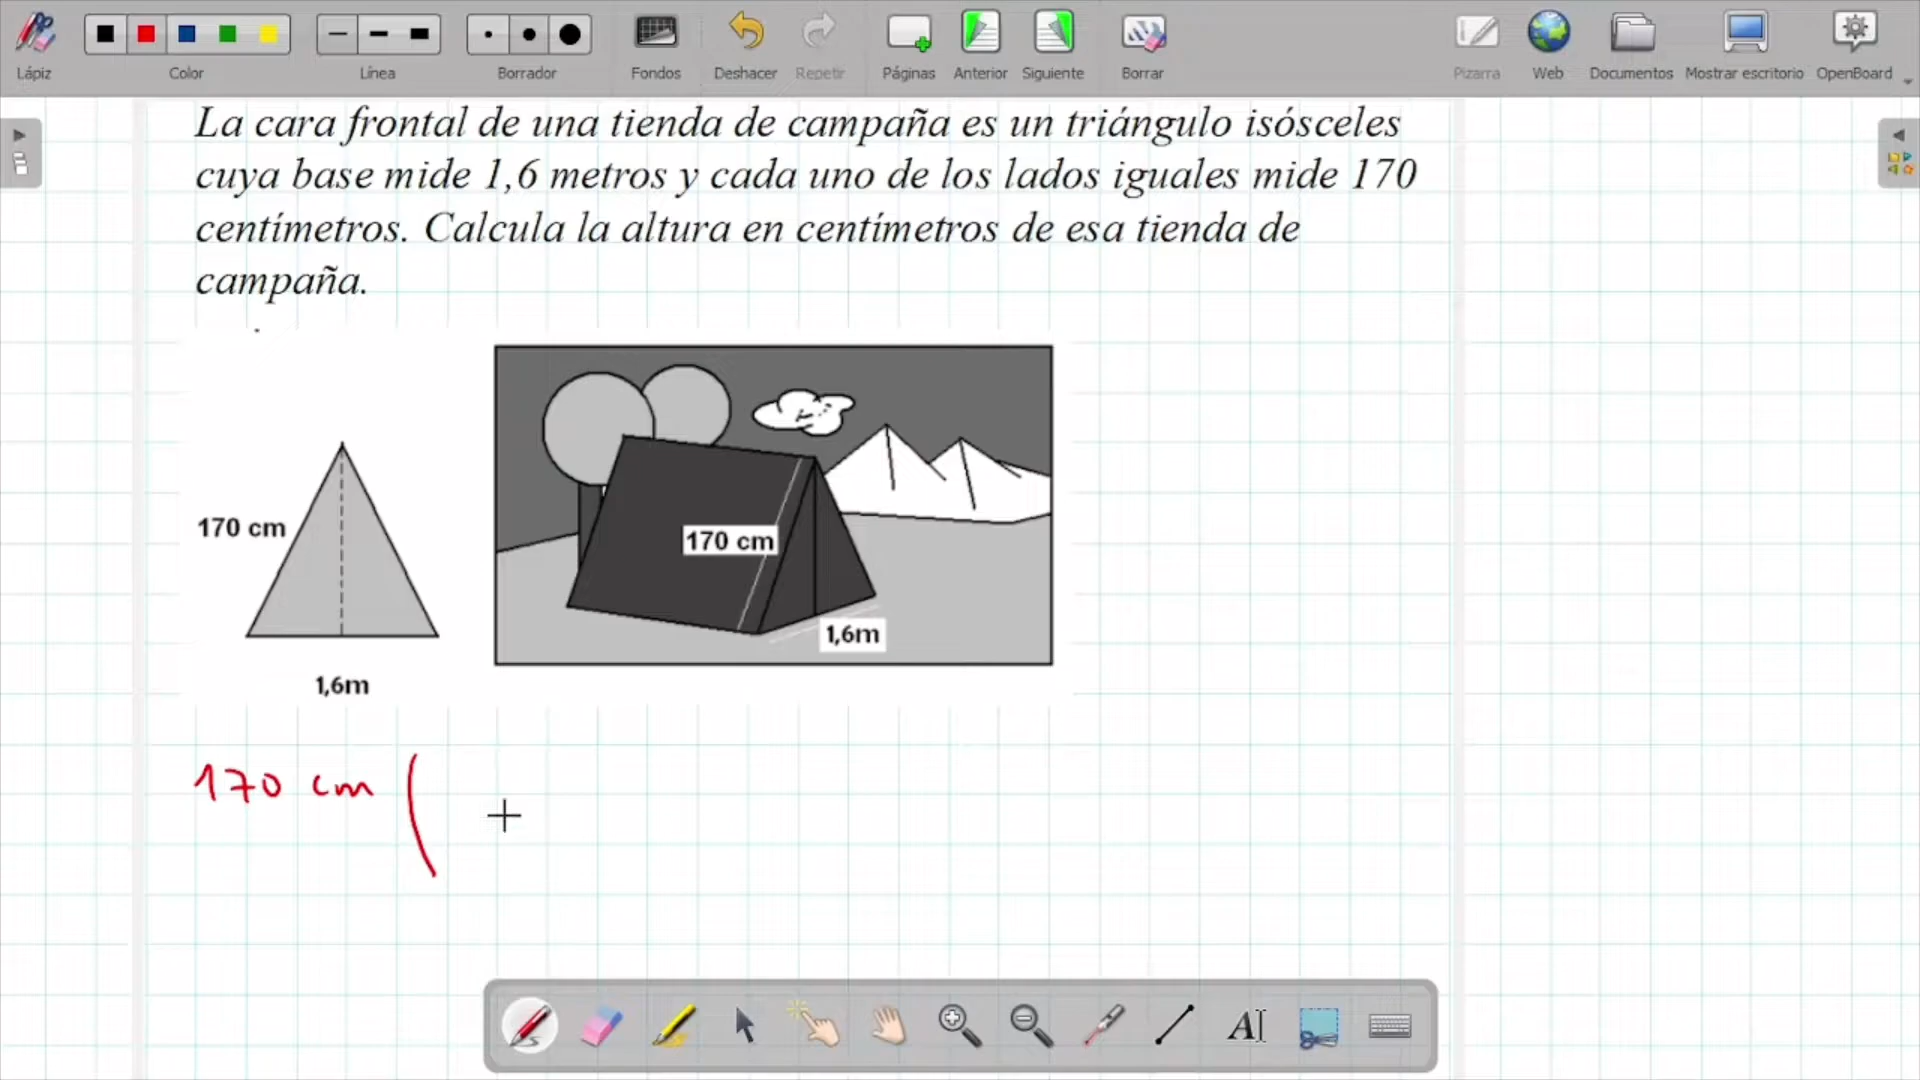 Lápiz
Color
Línea
Borrador
Fondos
Deshacer
Repetir
Páginas
Anterior
Siguiente
Borrar
Pizarra
Web
Documentos
Mostrar escritorio
OpenBoard
La cara frontal de una tienda de campaña es un triángulo isósceles
cuya base mide 1,6 metros y cada uno de los lados iguales mide 170
centímetros. Calcula la altura en centímetros de esa tienda de
campaña.
170 cm
1,6m
170 cm
1,6m
170 cm (